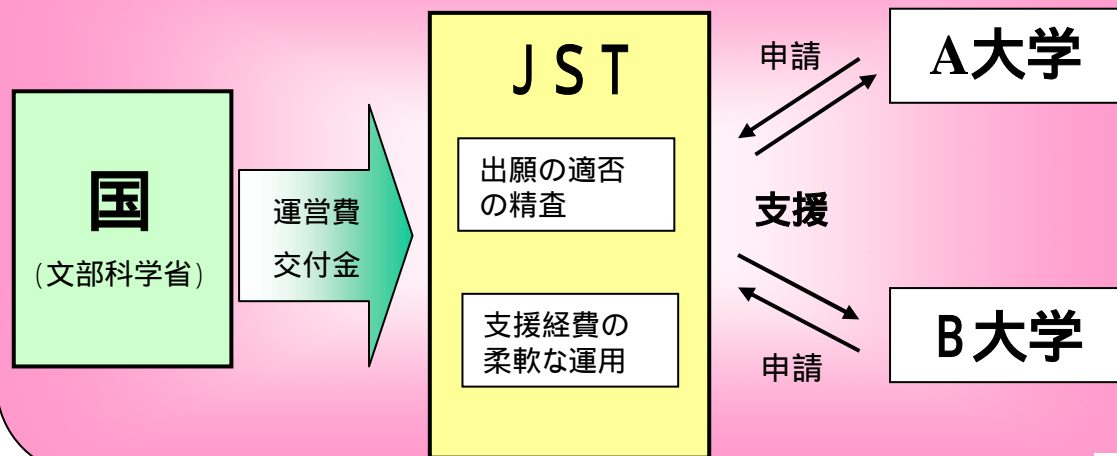 国
(文部科学省)
運営費
交付金
JST
出願の適否
の精査
支援経費の
柔軟な運用
申請
支援
申請
A大学
B大学